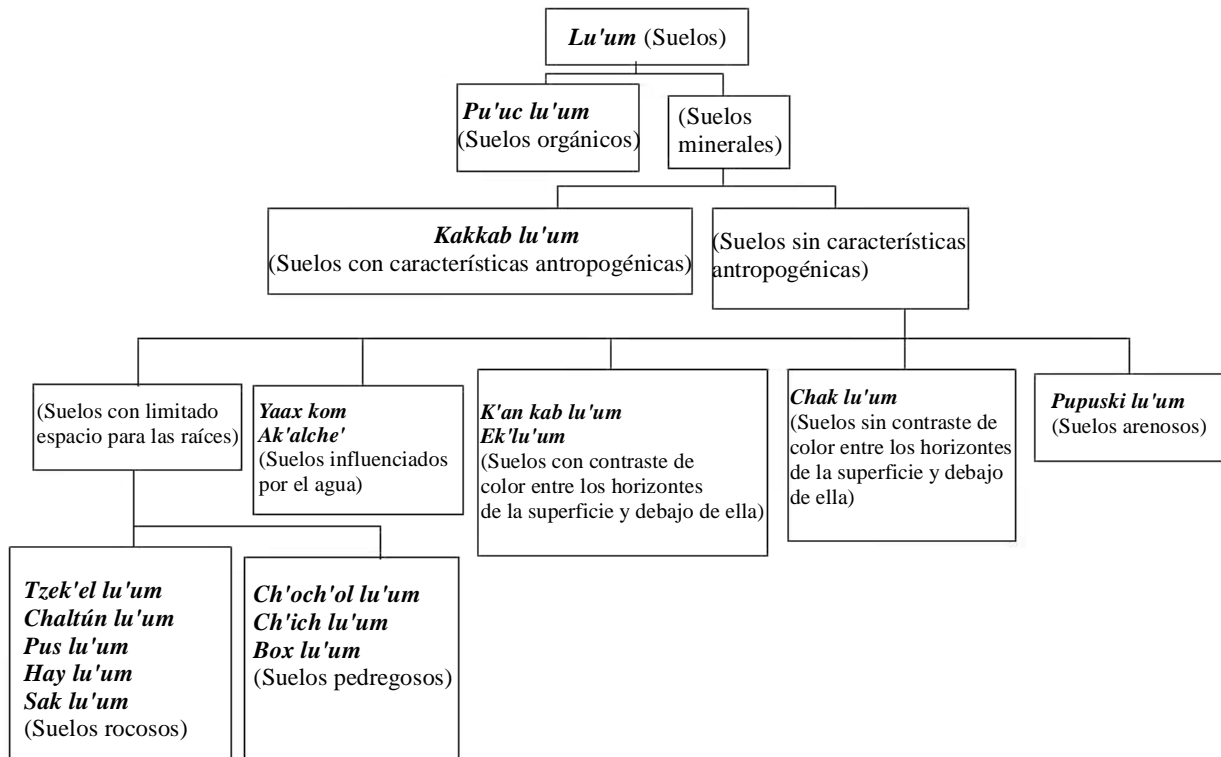 Lu'um (Suelos)
Pu'uc lu'um
(Suelos orgánicos)
(Suelos
minerales)
Kakkab lu'um
(Suelos con características antropogénicas)
(Suelos sin características
antropogénicas)
(Suelos con limitado
espacio para las raíces)
Yaax kom
Ak'alche'
(Suelos influenciados
por el agua)
K'an kab lu'um
Ek'lu'um
(Suelos con contraste de
color entre los horizontes
de la superficie y debajo de ella)
Chak lu'um
(Suelos sin contraste de
color entre los horizontes
de la superficie y debajo
de ella)
Pupuski lu'um
(Suelos arenosos)
Tzek'el lu'um
Chaltún lu'um
Pus lu'um
Hay lu'um
Sak lu'um
(Suelos rocosos)
Ch'och'ol lu'um
Ch'ich lu'um
Box lu'um
(Suelos pedregosos)